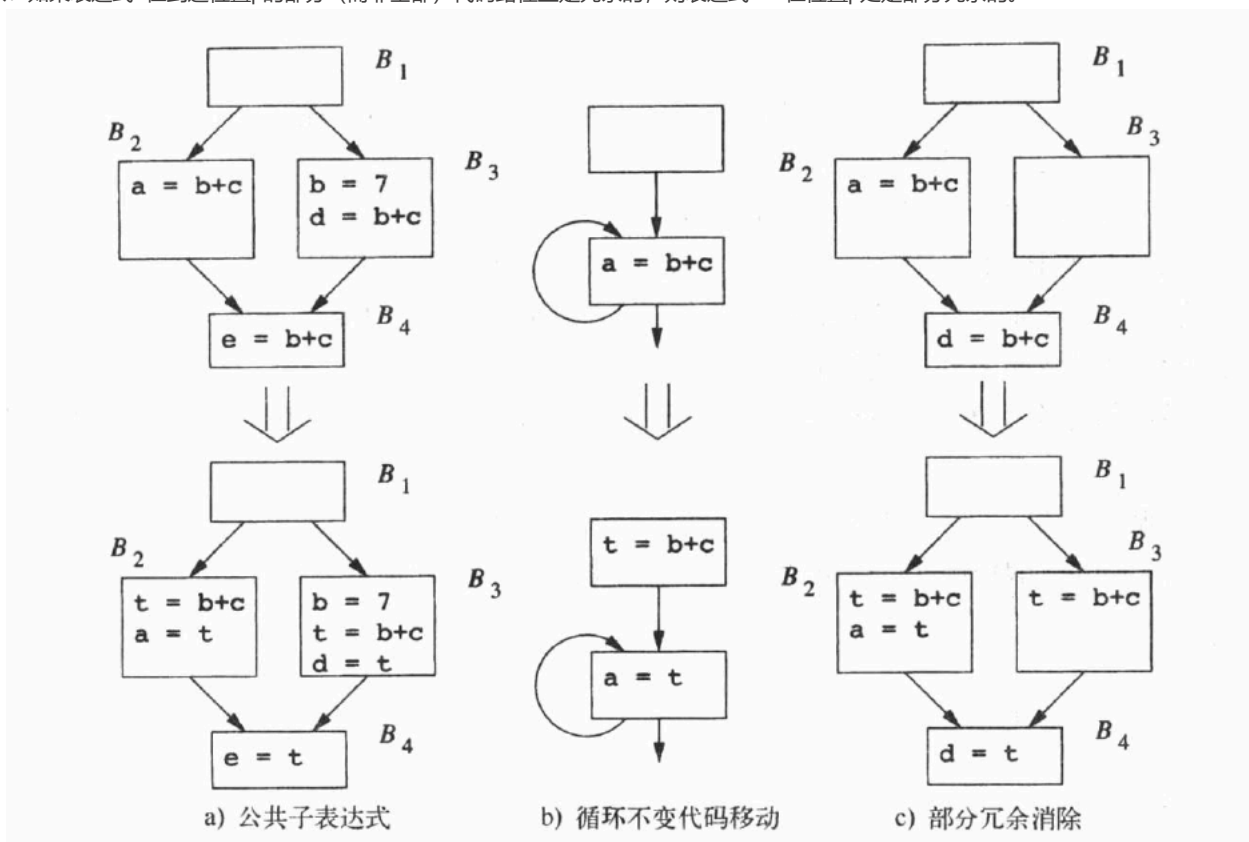 B1
B2
a = b+c
b = 7
d = b+c
B3
e = b+c
B4
a = b+c
B1
B2
a = b+c
B3
d = b+c
B4
B1
B2
t = b+c
a = t
b = 7
t = b+c
d = t
B3
e = t
B4
t = b+c
a = t
B1
B2
t = b+c
a = t
B3
t = b+c
d = t
B4
a) 公共子表达式
b) 循环不变代码移动
c) 部分冗余消除